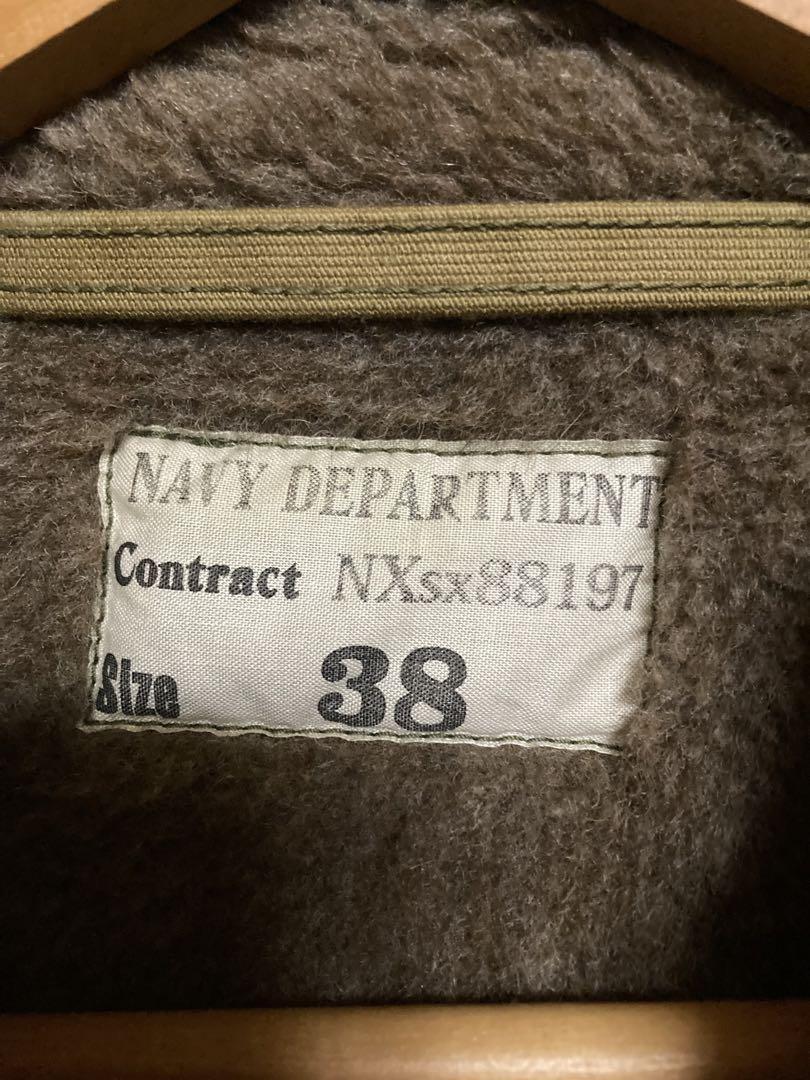 NAVY DEPARTMENT
Contract NXsx88197
Size 38